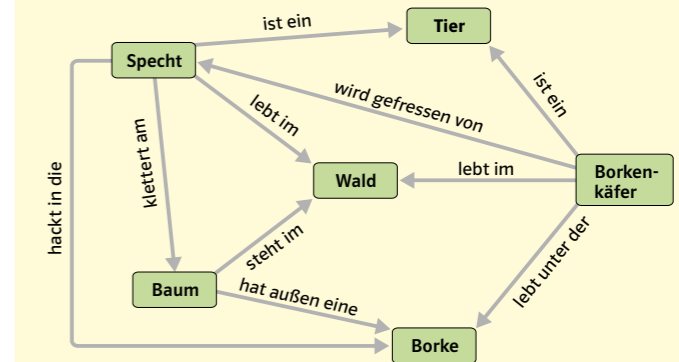 ist ein
Tier
Specht
wird gefressen von
ist ein
lebt im
klettert am
hackt in die
Wald
lebt im
Borken-
käfer
steht im
lebt unter der
Baum
hat außen eine
Borke